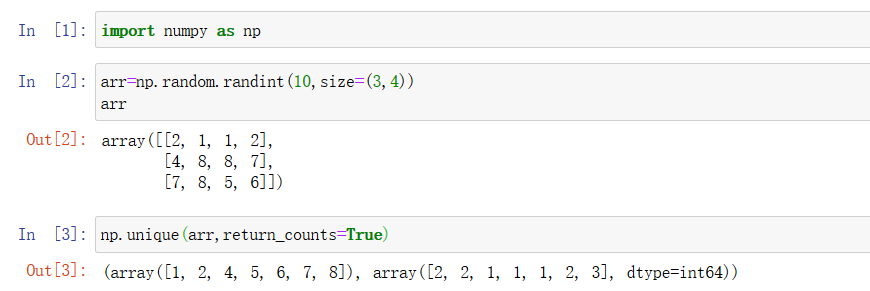 In [1]: import numpy as np
In [2]: arr=np.random.randint(10,size=(3,4))
arr
Out[2]: array([[2, 1, 1, 2],
[4, 8, 8, 7],
[7, 8, 5, 6]])
In [3]: np.unique(arr,return_counts=True)
Out[3]: (array([1, 2, 4, 5, 6, 7, 8]), array([2, 2, 1, 1, 1, 2, 3], dtype=int64))